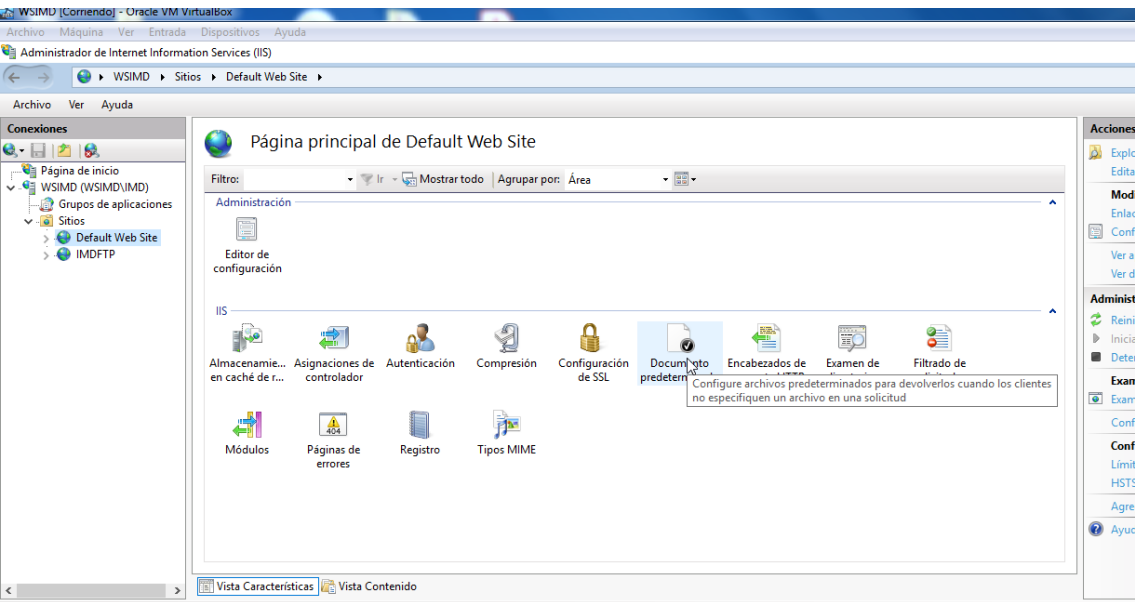 WSIMD [Corriendo] - Oracle VM VirtualBox
Archivo Máquina Ver Entrada Dispositivos Ayuda
Administrador de Internet Information Services (IIS)
WSIMD Sitios Default Web Site
Archivo Ver Ayuda
Conexiones
Página de inicio
WSIMD (WSIMD\IMD)
Grupos de aplicaciones
Sitios
Default Web Site
IMDFTP
Página principal de Default Web Site
Filtro: Ir Mostrar todo Agrupar por: Área
Administración
Editor de
configuración
IIS
Almacenamie... Asignaciones de Autenticación Compresión Configuración Documento Encabezados de Examen de Filtrado de
en caché de r... controlador de SSL
Configure archivos predeterminados para devolverlos cuando los clientes
no especifiquen un archivo en una solicitud
404
Módulos Páginas de Registro Tipos MIME
errores
Vista Características Vista Contenido
Acciones
Explo
Edita
Modi
Enlac
Conf
Ver a
Ver d
Administ
Reini
Inicia
Deter
Exam
Exam
Conf
Conf
Límit
HSTS
Agre
Ayud